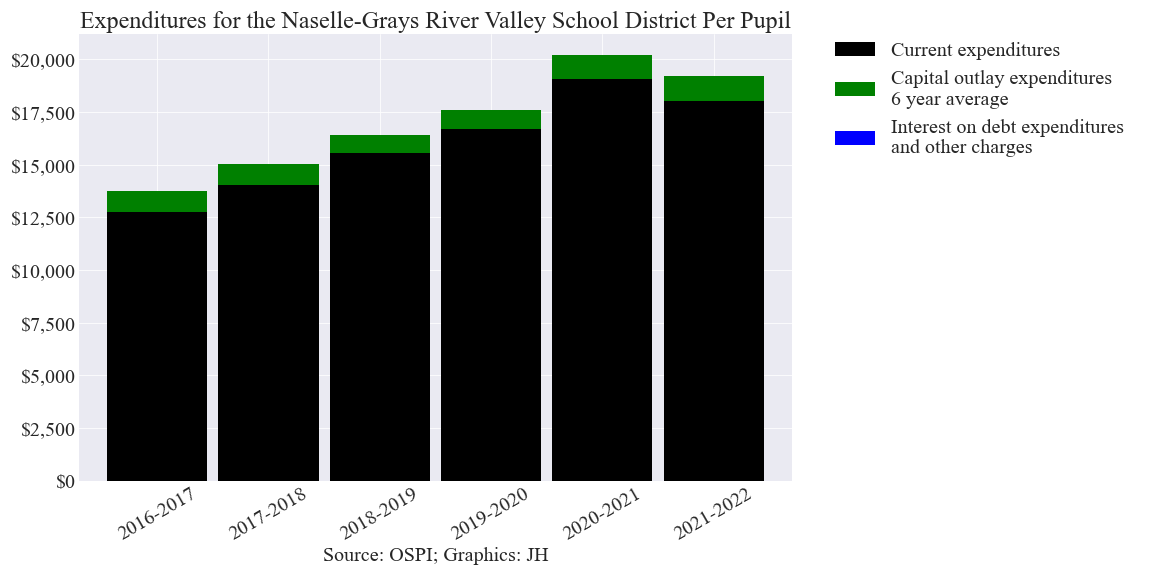 Expenditures for the Naselle-Grays River Valley School District Per Pupil
$20,000
$17,500
$15,000
$12,500
$10,000
$7,500
$5,000
$2,500
$0
2016-2017
2017-2018
2018-2019
2019-2020
2020-2021
2021-2022
Source: OSPI; Graphics: JH
Current expenditures
Capital outlay expenditures
6 year average
Interest on debt expenditures
and other charges